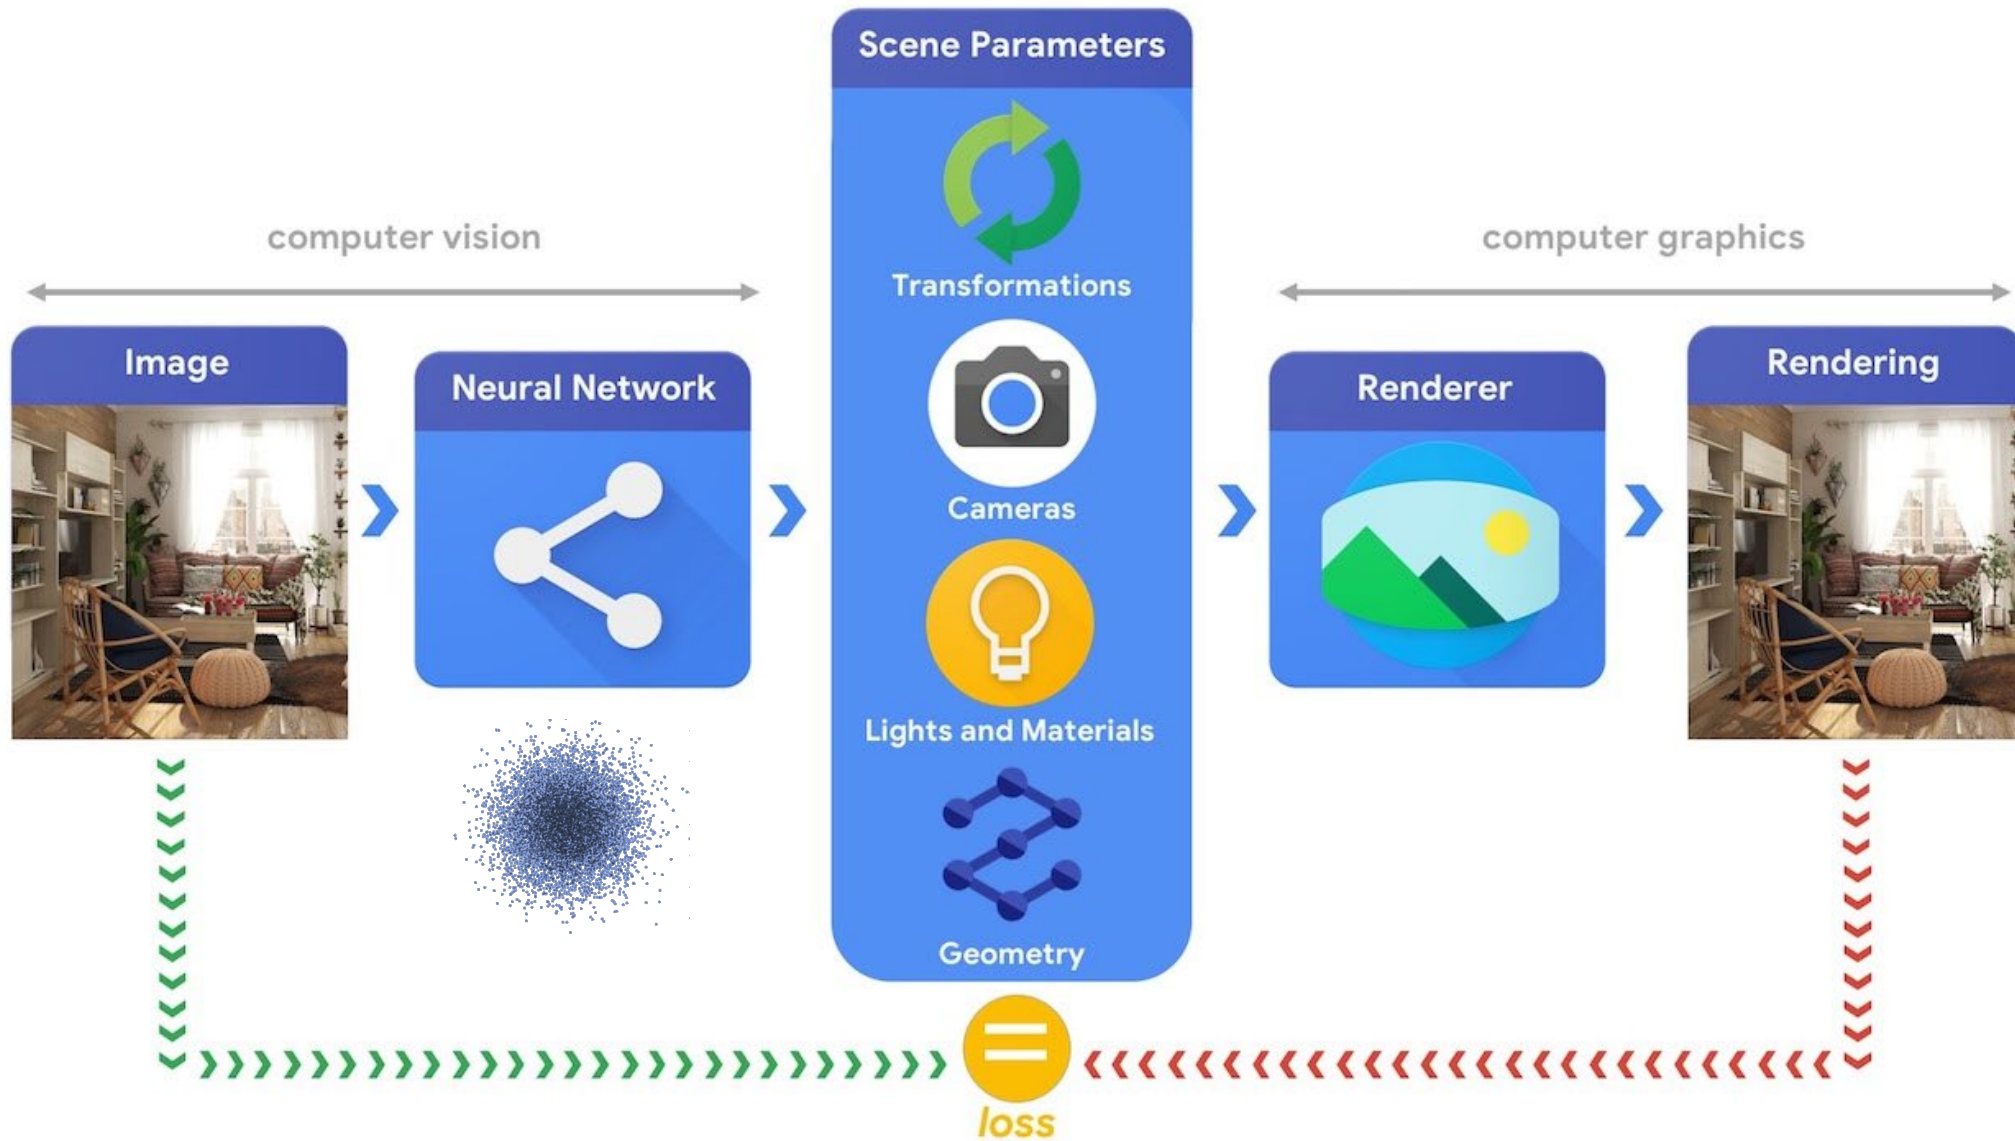 Scene Parameters
computer vision
computer graphics
Transformations
Image
Neural Network
Renderer
Rendering
Cameras
Lights and Materials
Geometry
loss